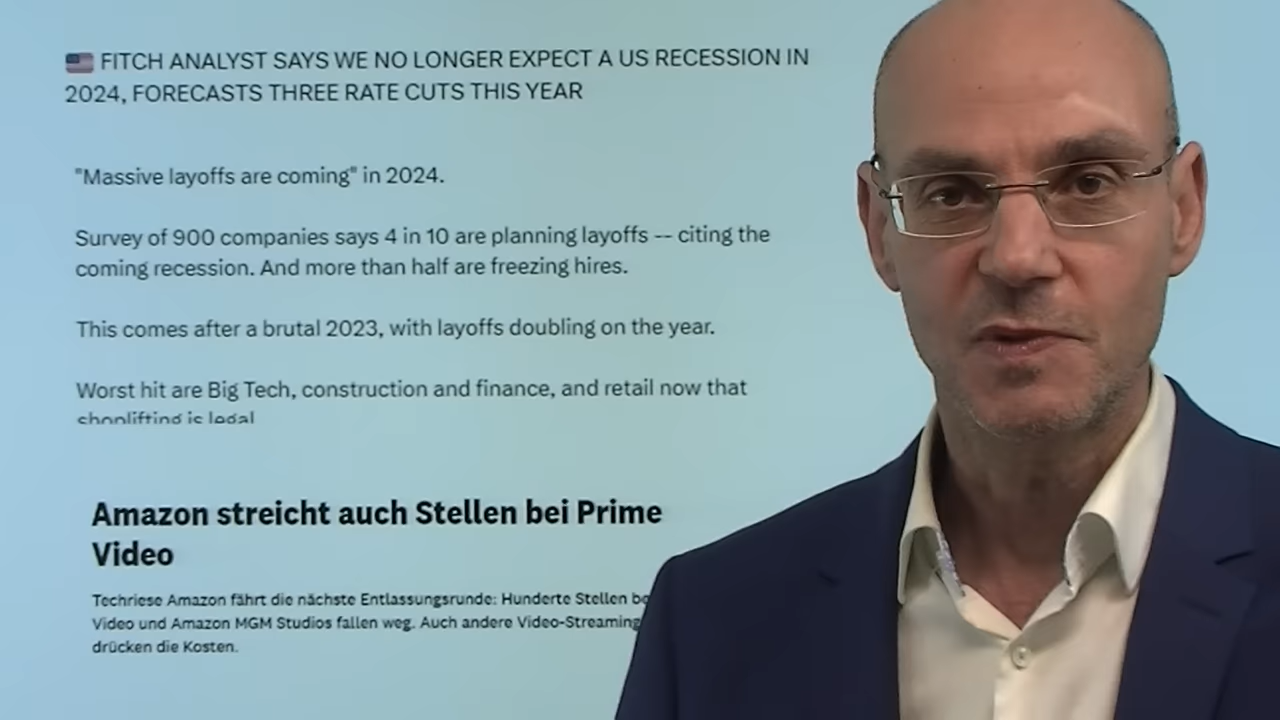 FITCH ANALYST SAYS WE NO LONGER EXPECT A US RECESSION IN
2024, FORECASTS THREE RATE CUTS THIS YEAR
"Massive layoffs are coming" in 2024.
Survey of 900 companies says 4 in 10 are planning layoffs -- citing the
coming recession. And more than half are freezing hires.
This comes after a brutal 2023, with layoffs doubling on the year.
Worst hit are Big Tech, construction and finance, and retail now that
shoplifting is legal
Amazon streicht auch Stellen bei Prime
Video
Techriese Amazon fährt die nächste Entlassungsrunde: Hunderte Stellen
Video und Amazon MGM Studios fallen weg. Auch andere Video-Streaming
drücken die Kosten.